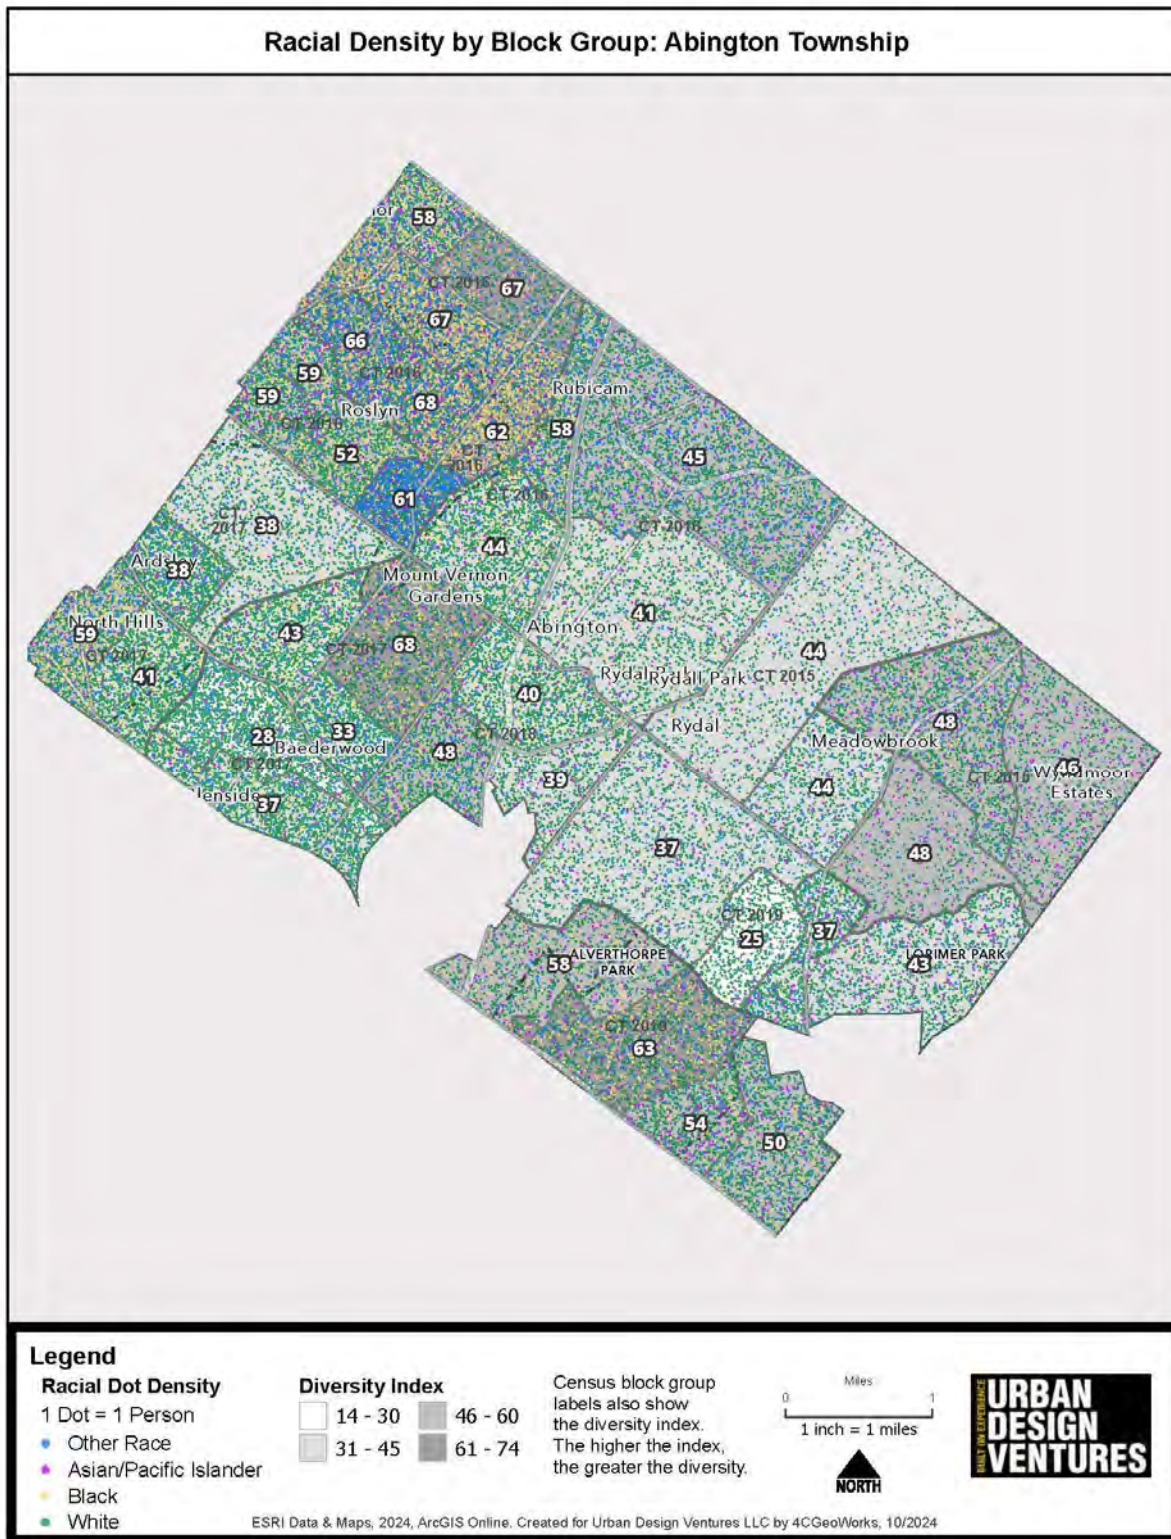 Racial Density by Block Group: Abington Township
58
CT 2016
67
67
66
59
CT 2016
Rubicam
59
Roslyn
68
CT 2016
62
58
52
CT
2016
45
61
CT 2016
CT
2017
38
44
CT 2016
Ardsley
38
Mount Vernon
Gardens
41
North Hills
59
43
Abington
CT 2017
CT 2017
68
44
41
Rydal Park
Rydall Park
CT 2015
40
28
33
Rydal
48
Baederwood
48
CT 2018
Meadowbrook
CT 2017
46
39
44
CT 2015
Wyndmoor
Estates
Glenside
37
37
48
CT 2019
25
37
58
ALVERTHORPE
PARK
LORIMER PARK
43
CT 2019
63
54
50
Legend
Racial Dot Density
1 Dot = 1 Person
Other Race
Asian/Pacific Islander
Black
White
Diversity Index
14 - 30
46 - 60
31 - 45
61 - 74
Census block group
labels also show
the diversity index.
The higher the index,
the greater the diversity.
Miles
0 1
1 inch = 1 miles
NORTH
BUILT ON EXPERIENCE
URBAN
DESIGN
VENTURES
ESRI Data & Maps, 2024, ArcGIS Online. Created for Urban Design Ventures LLC by 4CGeoWorks, 10/2024